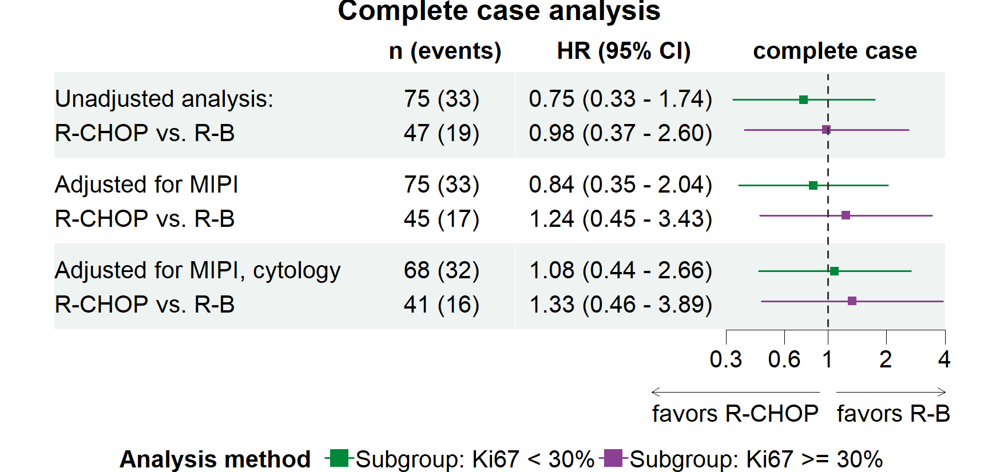 Complete case analysis
n (events) HR (95% CI) complete case
Unadjusted analysis: 75 (33) 0.75 (0.33 - 1.74)
R-CHOP vs. R-B 47 (19) 0.98 (0.37 - 2.60)
Adjusted for MIPI 75 (33) 0.84 (0.35 - 2.04)
R-CHOP vs. R-B 45 (17) 1.24 (0.45 - 3.43)
Adjusted for MIPI, cytology 68 (32) 1.08 (0.44 - 2.66)
R-CHOP vs. R-B 41 (16) 1.33 (0.46 - 3.89)
0.3 0.6 1 2 4
favors R-CHOP favors R-B
Analysis method Subgroup: Ki67 < 30% Subgroup: Ki67 >= 30%